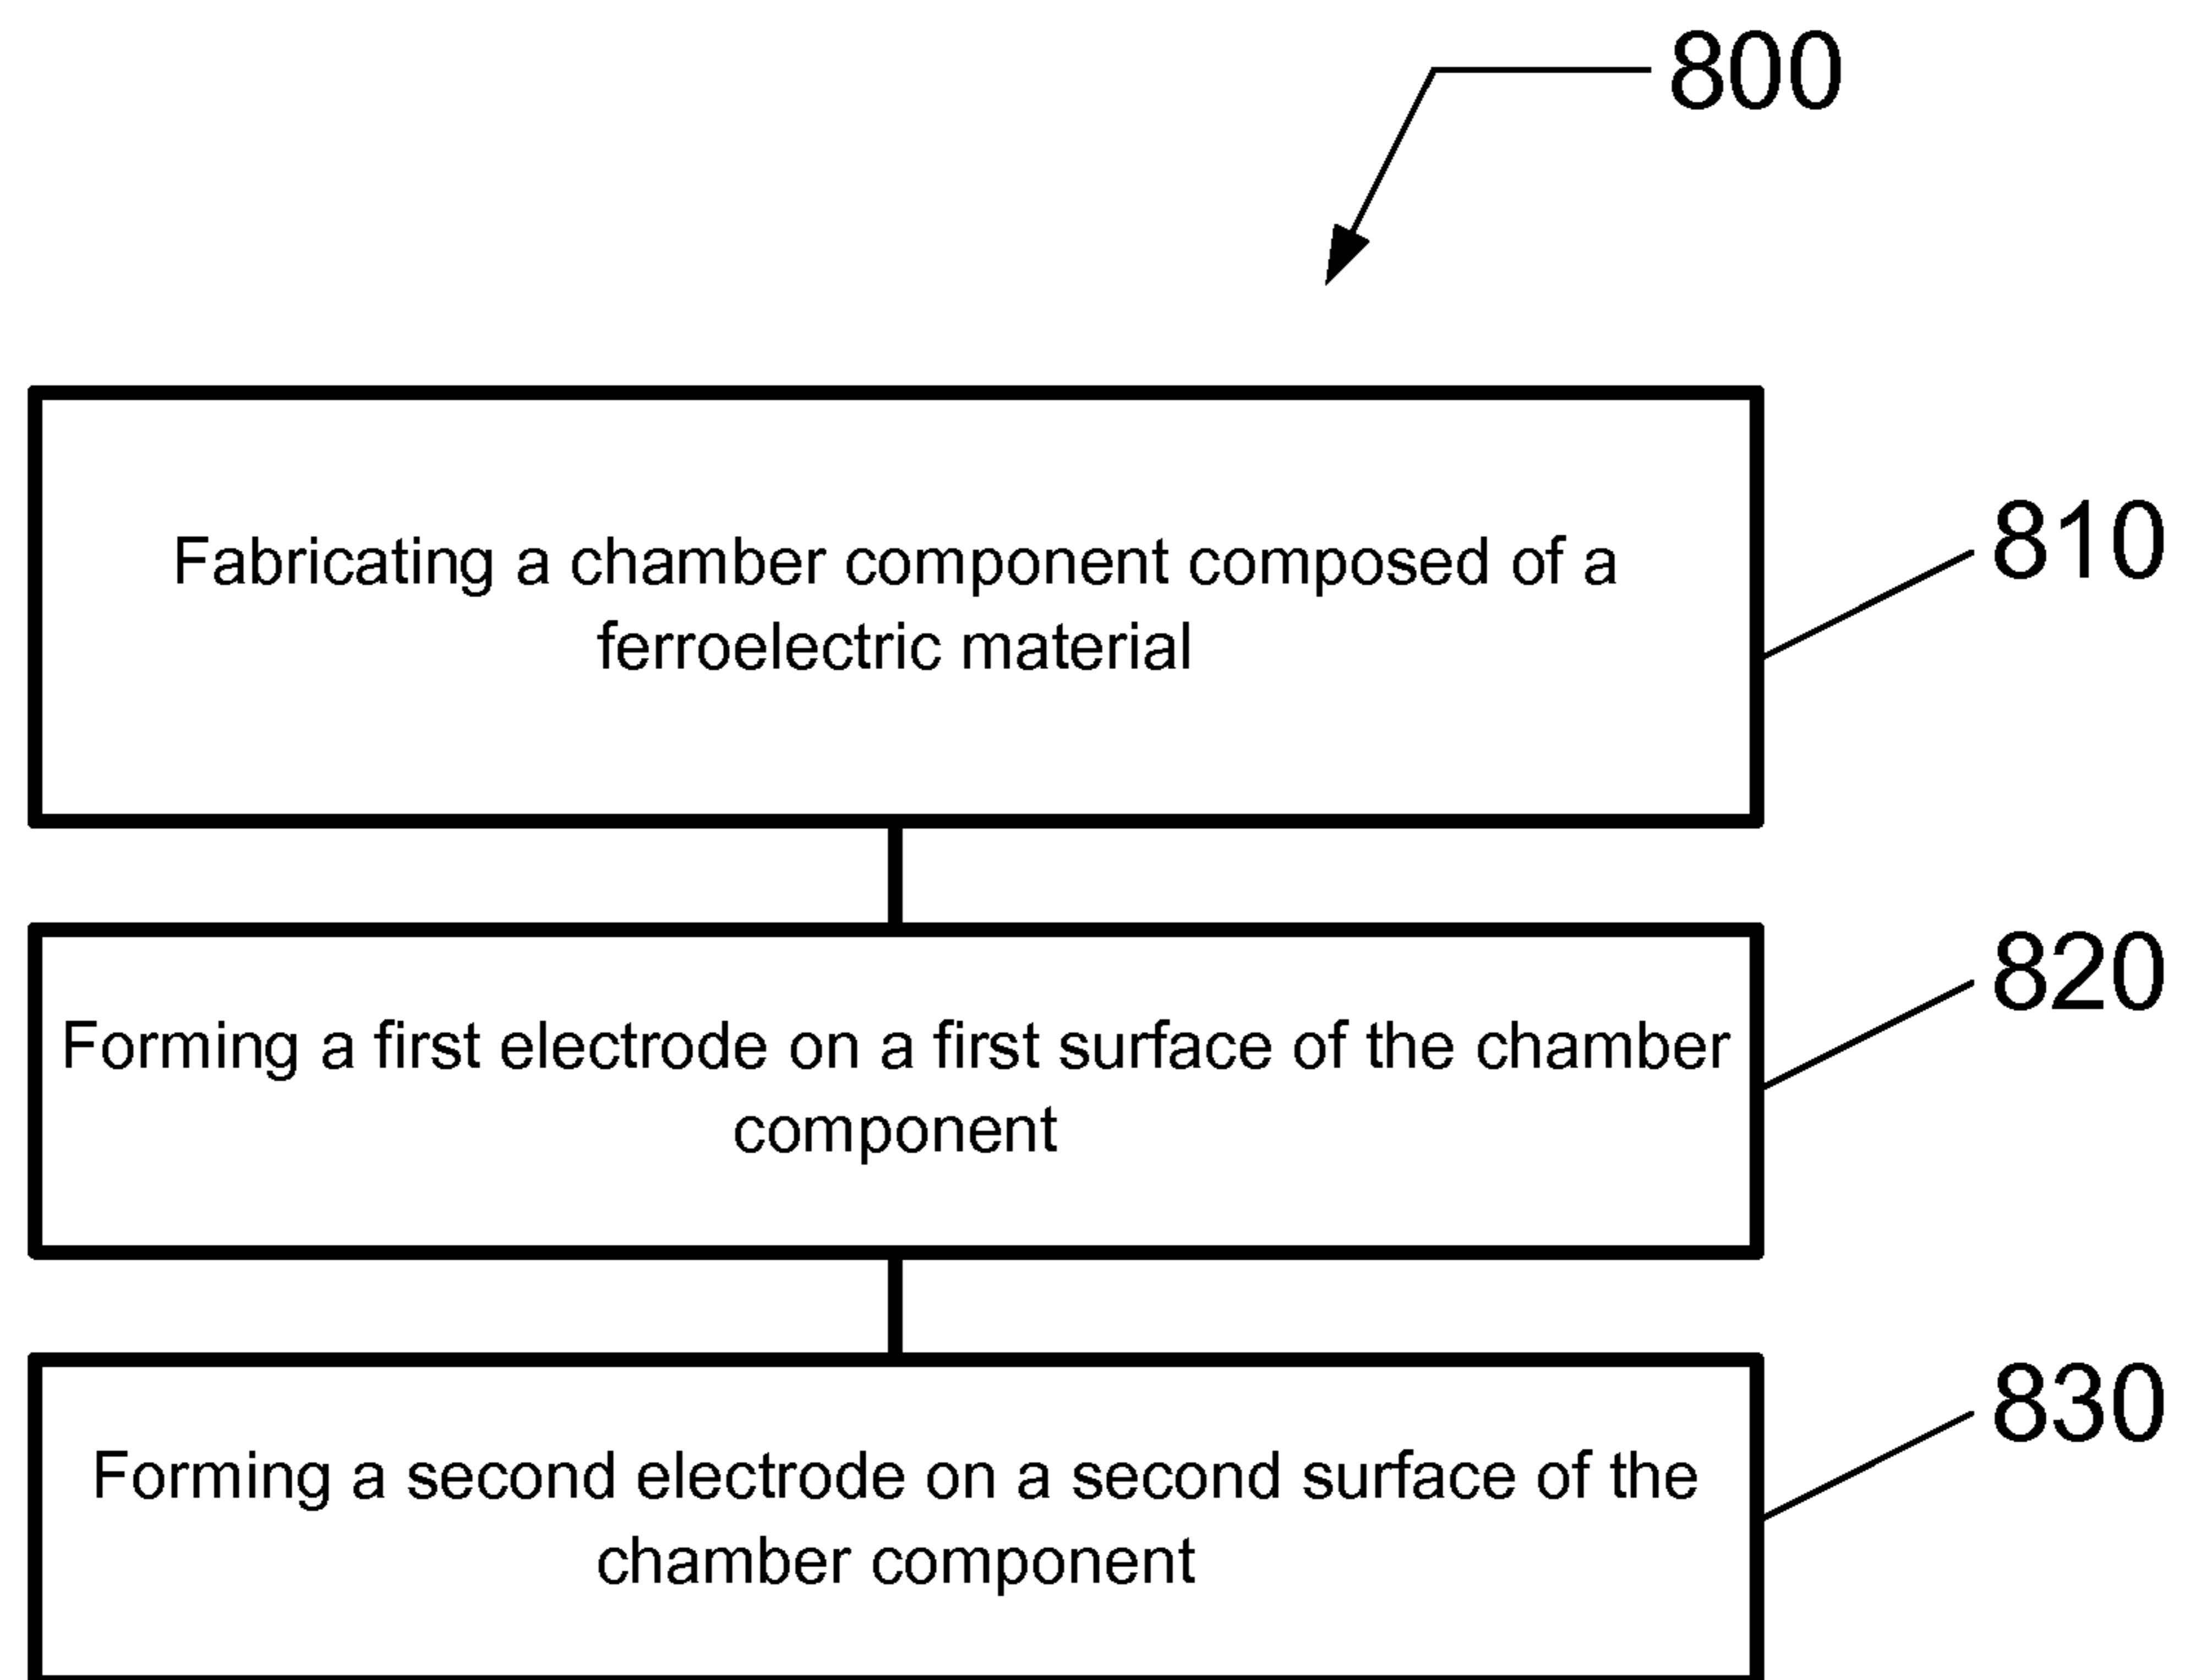 800
Fabricating a chamber component composed of a
ferroelectric material
810
Forming a first electrode on a first surface of the chamber
component
820
Forming a second electrode on a second surface of the
chamber component
830